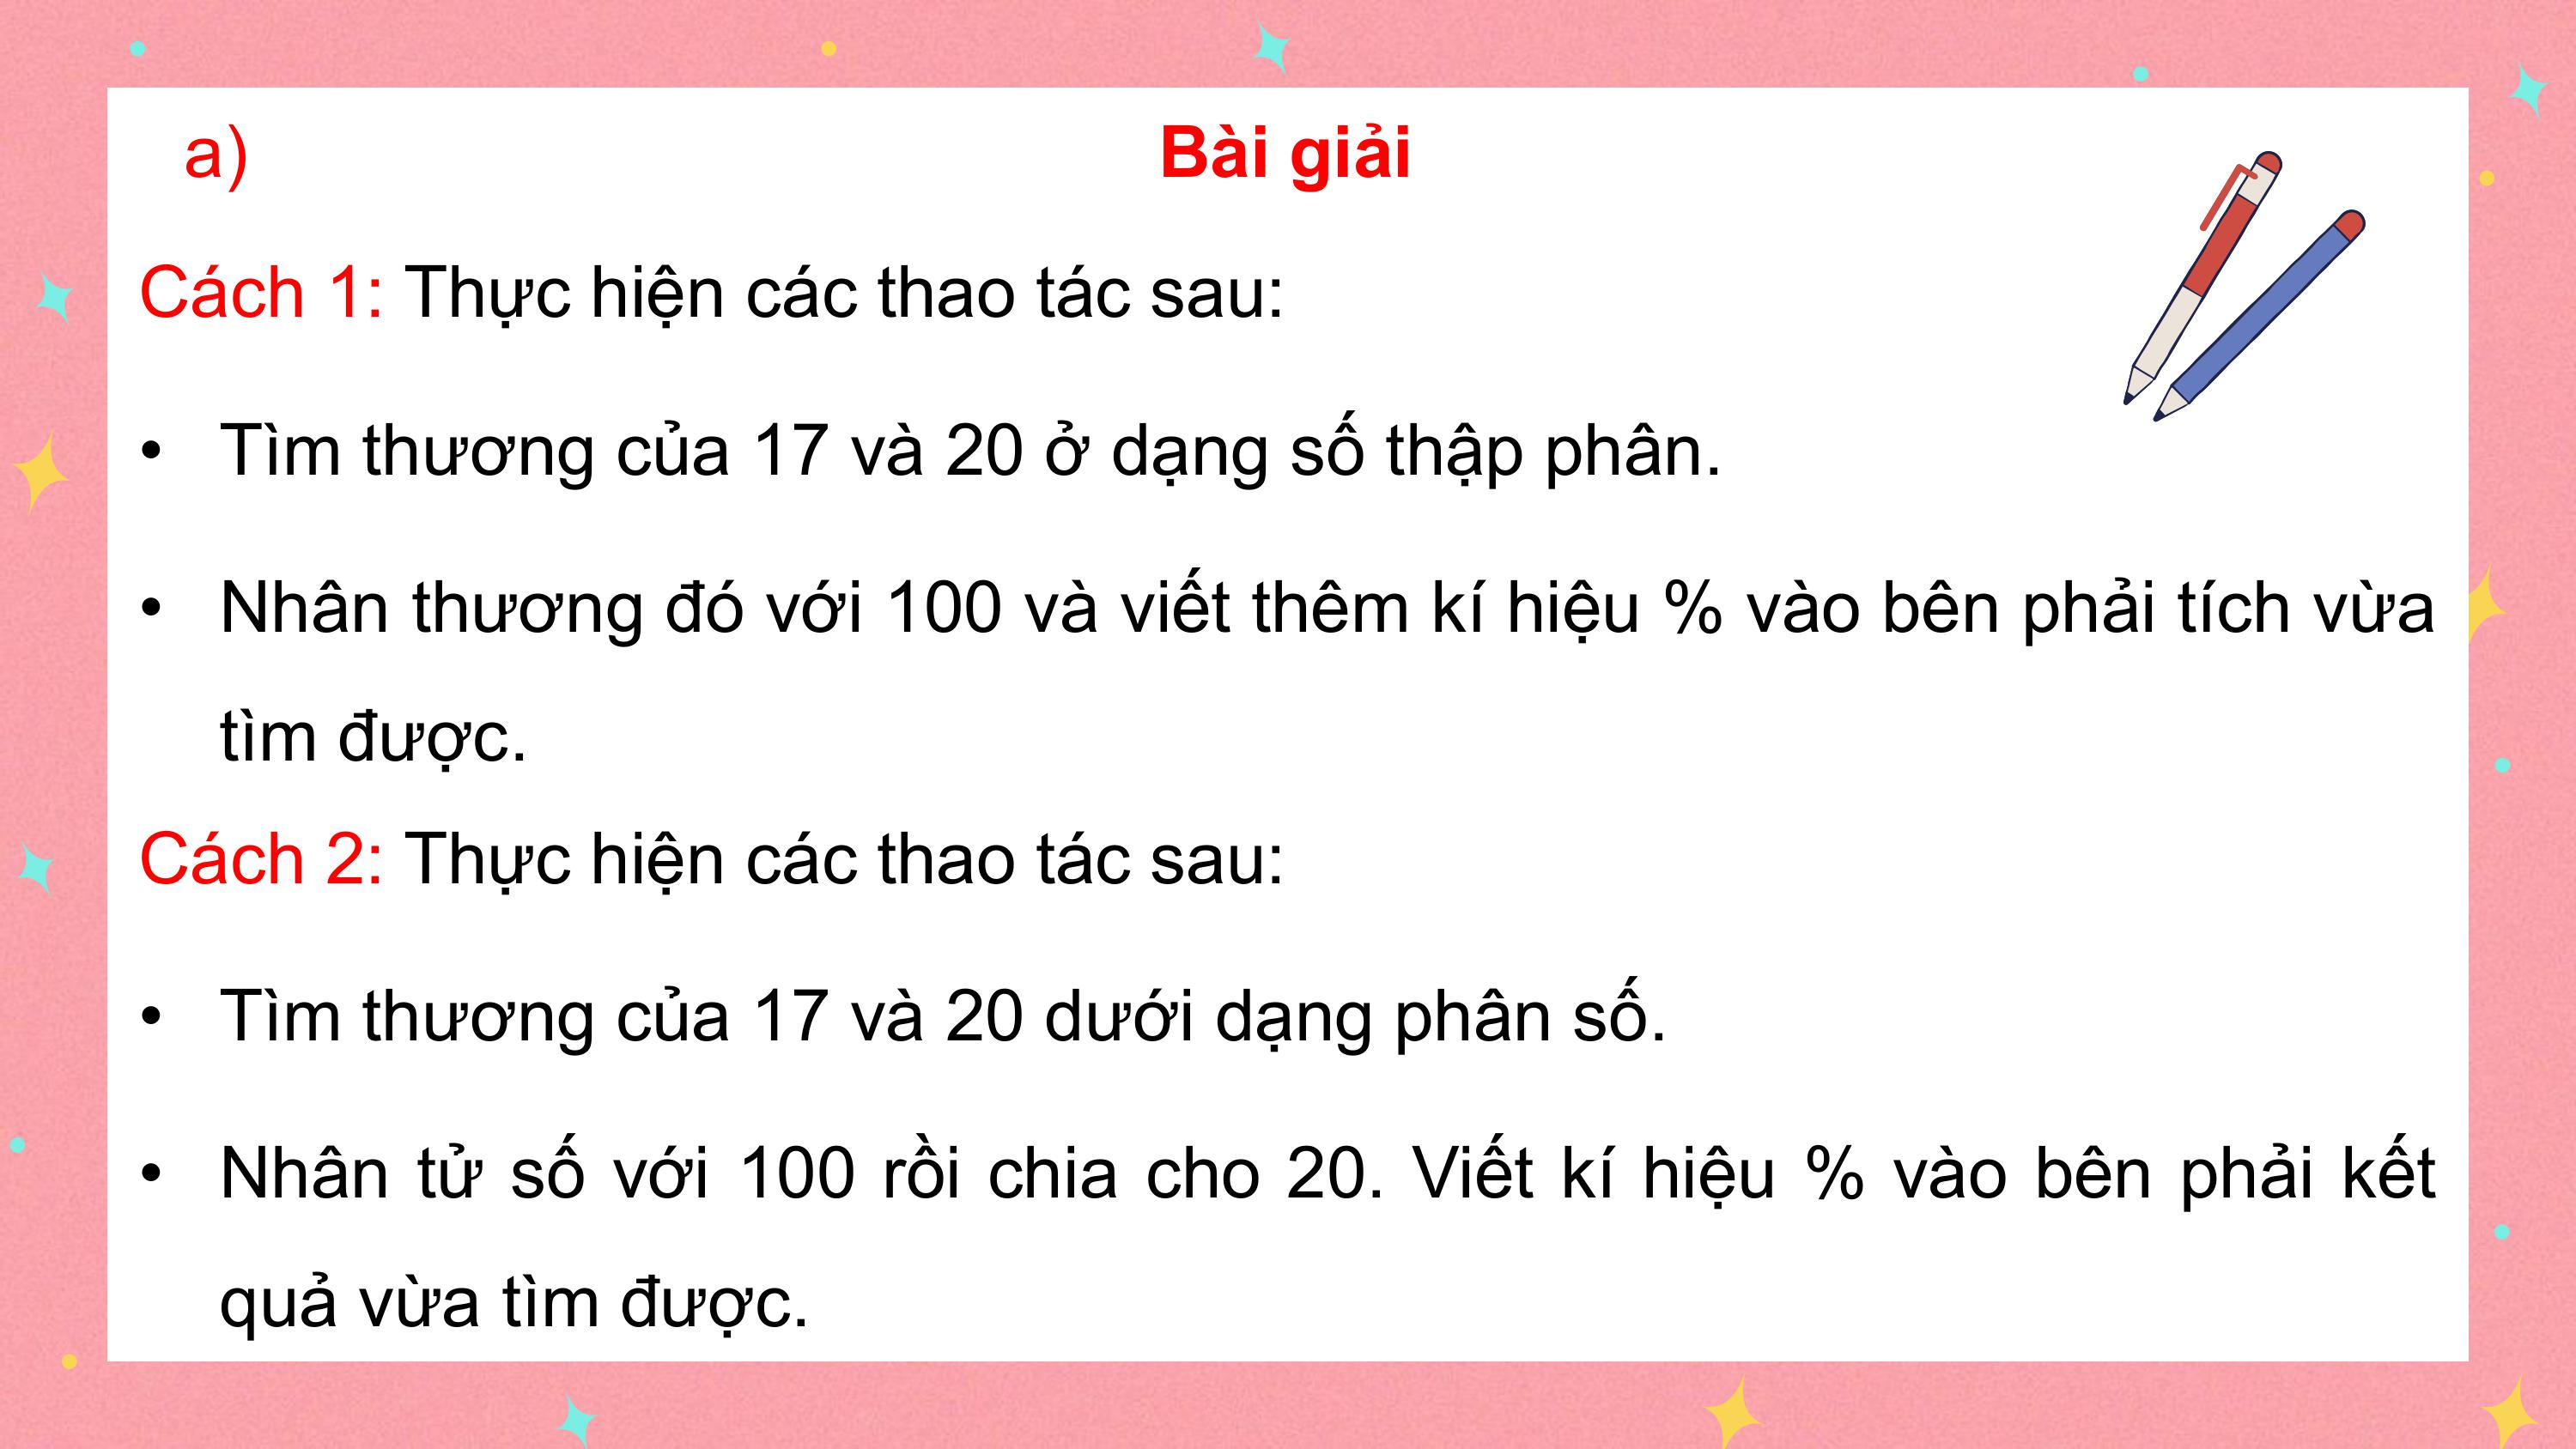 a) Bài giải
Cách 1: Thực hiện các thao tác sau:
• Tìm thương của 17 và 20 ở dạng số thập phân.
• Nhân thương đó với 100 và viết thêm kí hiệu % vào bên phải tích vừa
tìm được.
Cách 2: Thực hiện các thao tác sau:
• Tìm thương của 17 và 20 dưới dạng phân số.
• Nhân tử số với 100 rồi chia cho 20. Viết kí hiệu % vào bên phải kết
quả vừa tìm được.